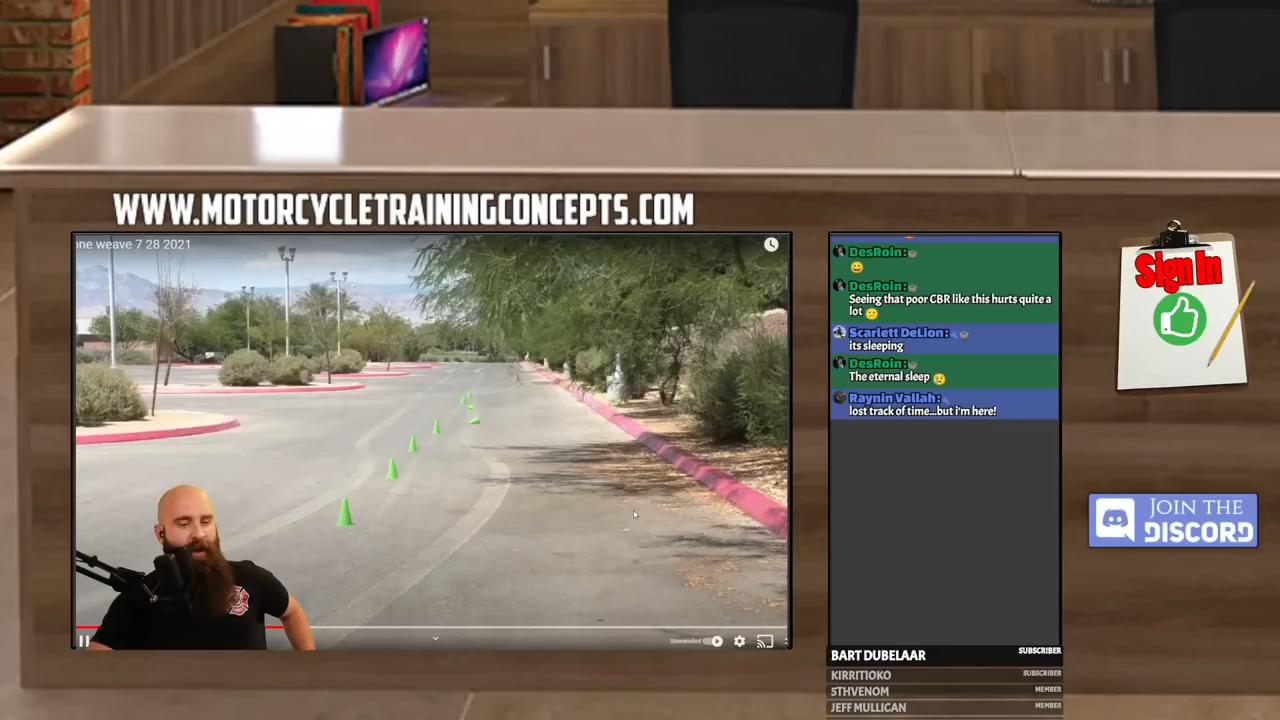 WWW.MOTORCYCLETRAININGCONCEPTS.COM
one weave 7 28 2021
DesRoin:
DesRoin:
Seeing that poor CBR like this hurts quite a
lot
Scarlett DeLion:
its sleeping
DesRoin:
The eternal sleep
Raynin Vallah:
lost track of time...but i'm here!
Sign In
JOIN THE
DISCORD
Screenshot
BART DUBELAAR SUBSCRIBER
KIRRITIOKO SUBSCRIBER
5THVENOM MEMBER
JEFF MULLICAN MEMBER